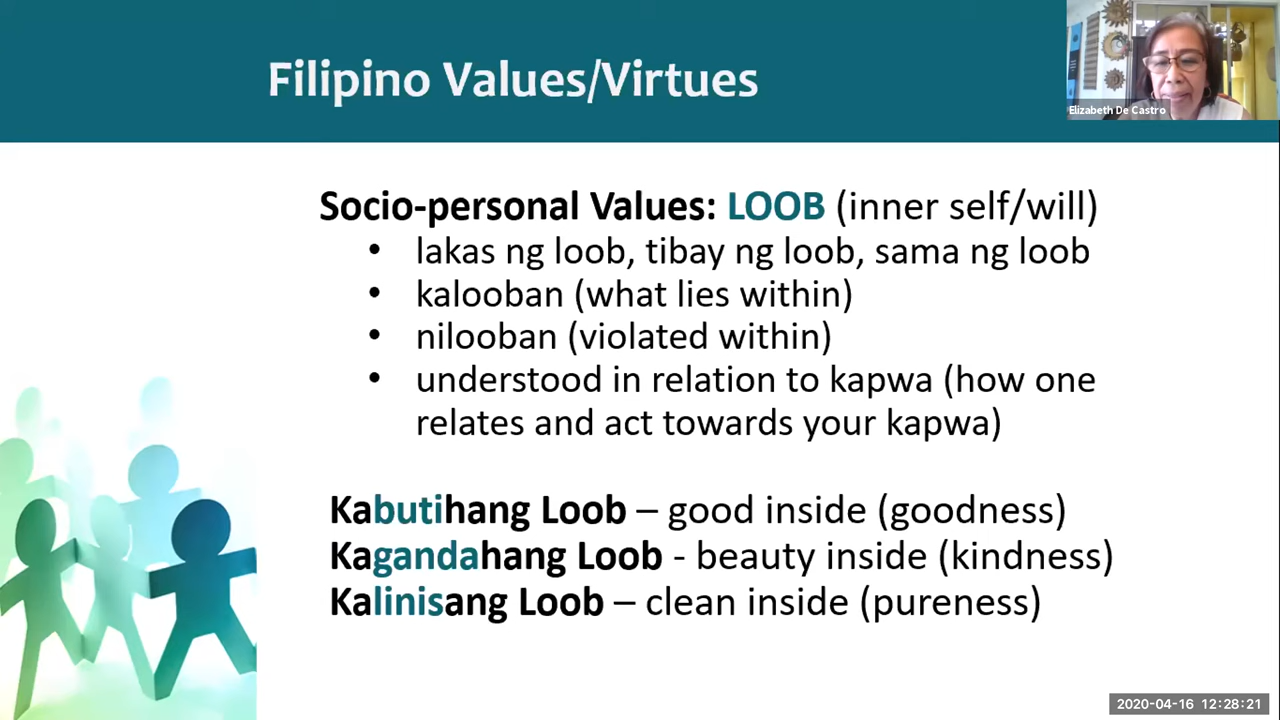 Filipino Values/Virtues
Elizabeth De Castro
Socio-personal Values: LOOB (inner self/will)
• lakas ng loob, tibay ng loob, sama ng loob
• kalooban (what lies within)
• nilooban (violated within)
• understood in relation to kapwa (how one
relates and act towards your kapwa)
Kabutihang Loob – good inside (goodness)
Kagandahang Loob - beauty inside (kindness)
Kalinisang Loob – clean inside (pureness)
2020-04-16 12:28:21